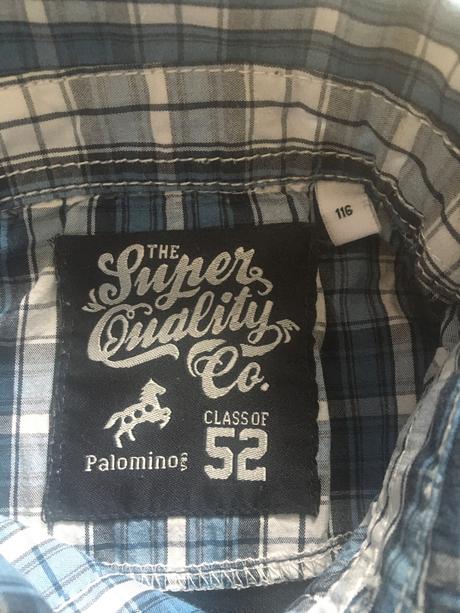 116
THE
Super
Quality
Co.
CLASS OF
52
Palomino